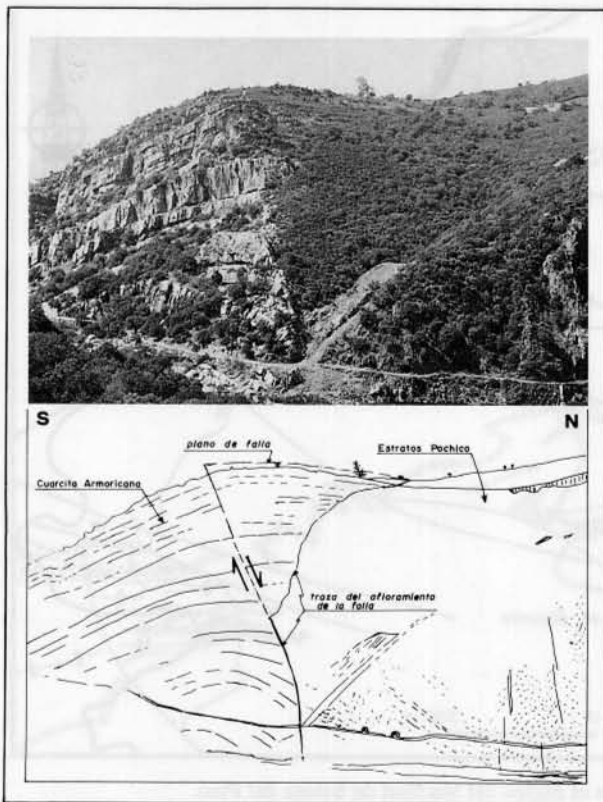 S
N
plano de falla
Estratos Pochico
Cuarcita Armoricana
traza del afloramiento
de la falla